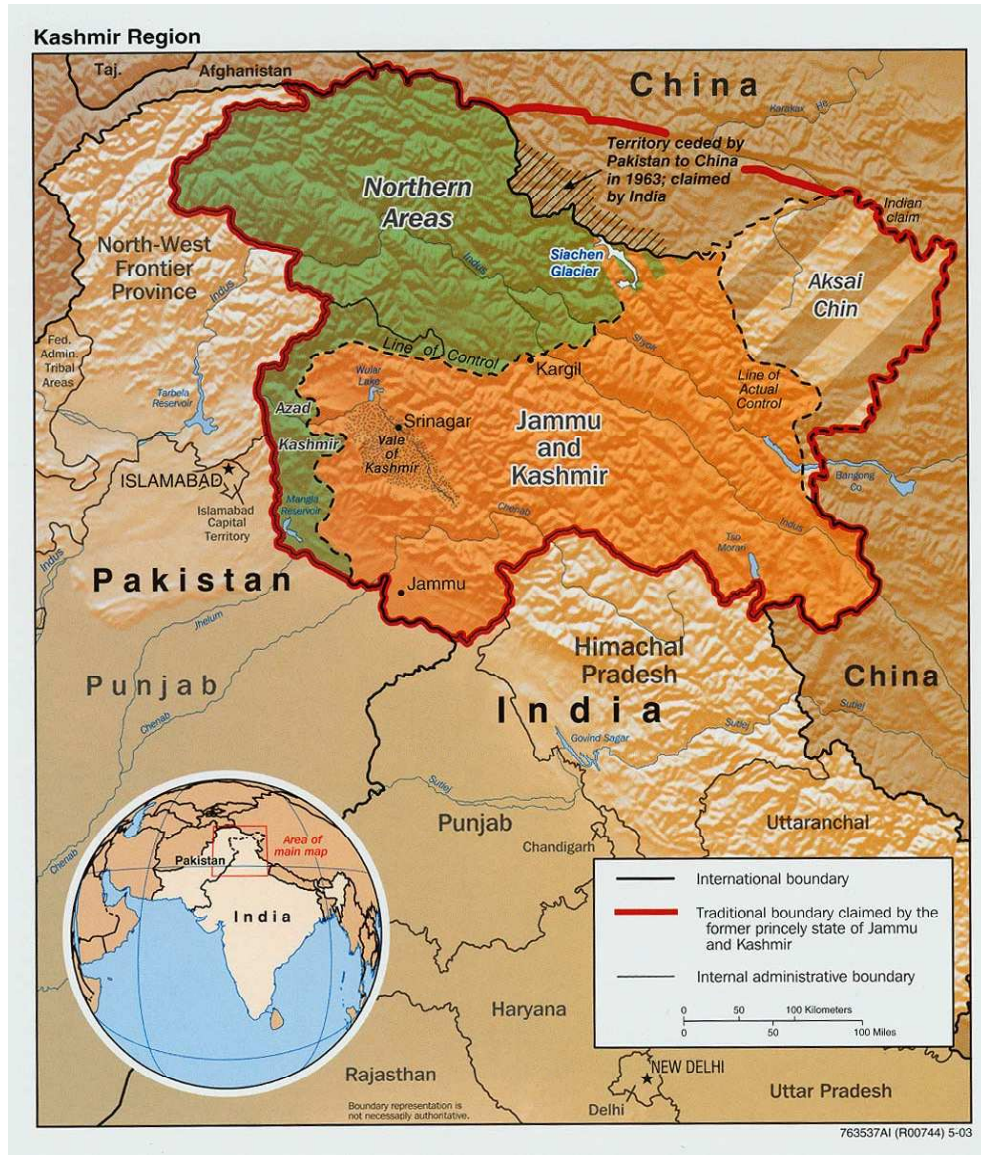 Kashmir Region
Taj.
Afghanistan
China
Karakax He
Territory ceded by
Pakistan to China
in 1963; claimed
by India
Northern
Areas
Indian
claim
North-West
Frontier
Province
Indus
Indus
Siachen
Glacier
Aksai
Chin
Fed.
Admin.
Tribal
Areas
Line of Control
Shyok
Kargil
Wular
Lake
Line of
Actual
Control
Tarbela
Reservoir
Azad
Kashmir
Srinagar
Vale
of
Kashmir
Jammu
and
Kashmir
ISLAMABAD
Islamabad
Capital
Territory
Mangla
Reservoir
Chenab
Bangong
Co
Indus
Tso
Morari
Indus
Pakistan
Jammu
Jhelum
Himachal
Pradesh
China
Punjab
India
Chenab
Sutlej
Sutlej
Govind Sagar
Sutlej
Punjab
Uttaranchal
Chandigarh
Chenab
Area of
main map
Pakistan
India
International boundary
Traditional boundary claimed by the
former princely state of Jammu
and Kashmir
Internal administrative boundary
0 50 100 Kilometers
0 50 100 Miles
Haryana
NEW DELHI
Delhi
Rajasthan
Uttar Pradesh
Boundary representation is
not necessarily authoritative.
763537AI (R00744) 5-03